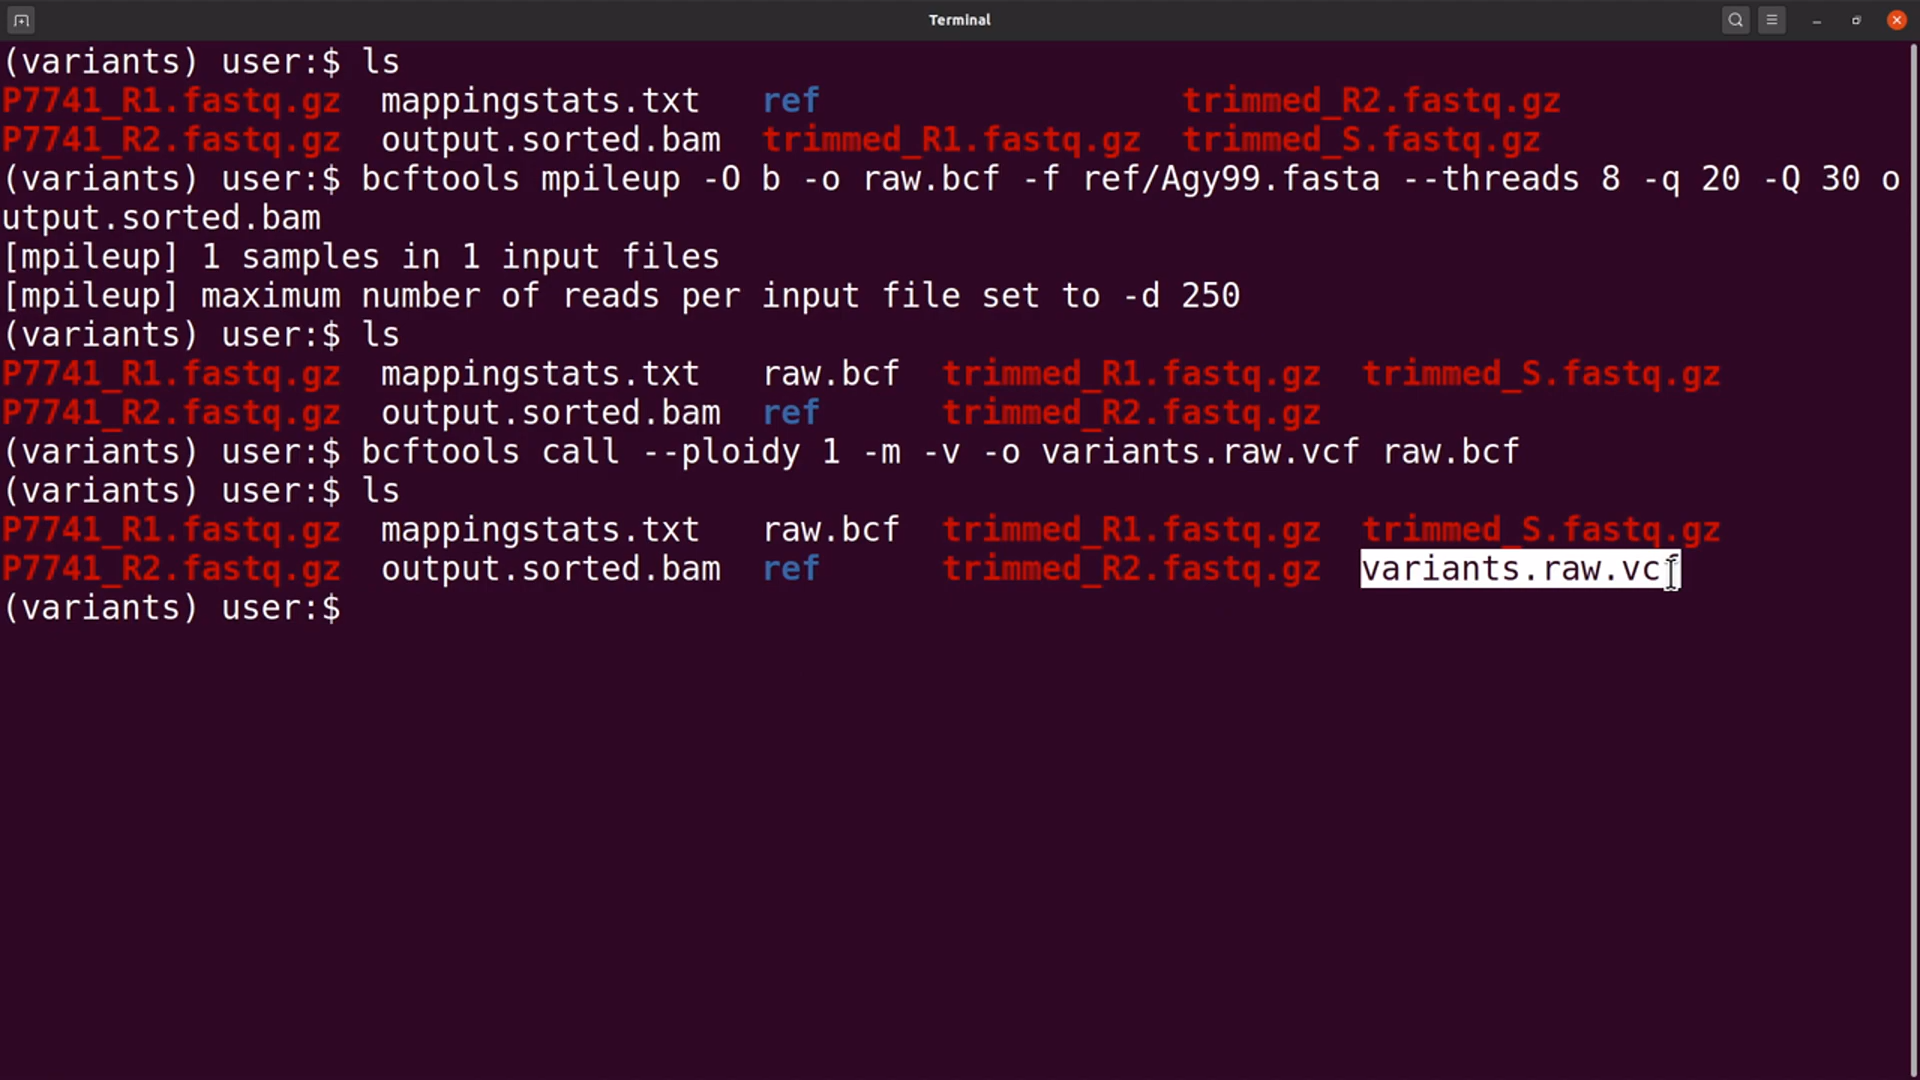 Terminal
(variants) user:$ ls
P7741_R1.fastq.gz mappingstats.txt ref trimmed_R2.fastq.gz
P7741_R2.fastq.gz output.sorted.bam trimmed_R1.fastq.gz trimmed_S.fastq.gz
(variants) user:$ bcftools mpileup -O b -o raw.bcf -f ref/Agy99.fasta --threads 8 -q 20 -Q 30 o
utput.sorted.bam
[mpileup] 1 samples in 1 input files
[mpileup] maximum number of reads per input file set to -d 250
(variants) user:$ ls
P7741_R1.fastq.gz mappingstats.txt raw.bcf trimmed_R1.fastq.gz trimmed_S.fastq.gz
P7741_R2.fastq.gz output.sorted.bam ref trimmed_R2.fastq.gz
(variants) user:$ bcftools call --ploidy 1 -m -v -o variants.raw.vcf raw.bcf
(variants) user:$ ls
P7741_R1.fastq.gz mappingstats.txt raw.bcf trimmed_R1.fastq.gz trimmed_S.fastq.gz
P7741_R2.fastq.gz output.sorted.bam ref trimmed_R2.fastq.gz variants.raw.vcf
(variants) user:$